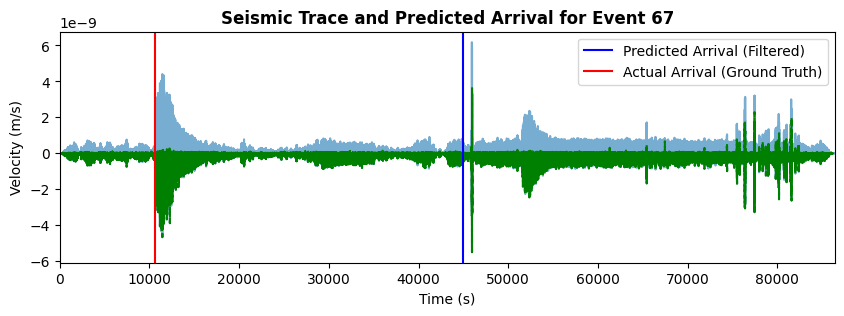 Seismic Trace and Predicted Arrival for Event 67
1e−9
6
4
2
0
−2
−4
−6
Velocity (m/s)
Predicted Arrival (Filtered)
Actual Arrival (Ground Truth)
0 10000 20000 30000 40000 50000 60000 70000 80000
Time (s)